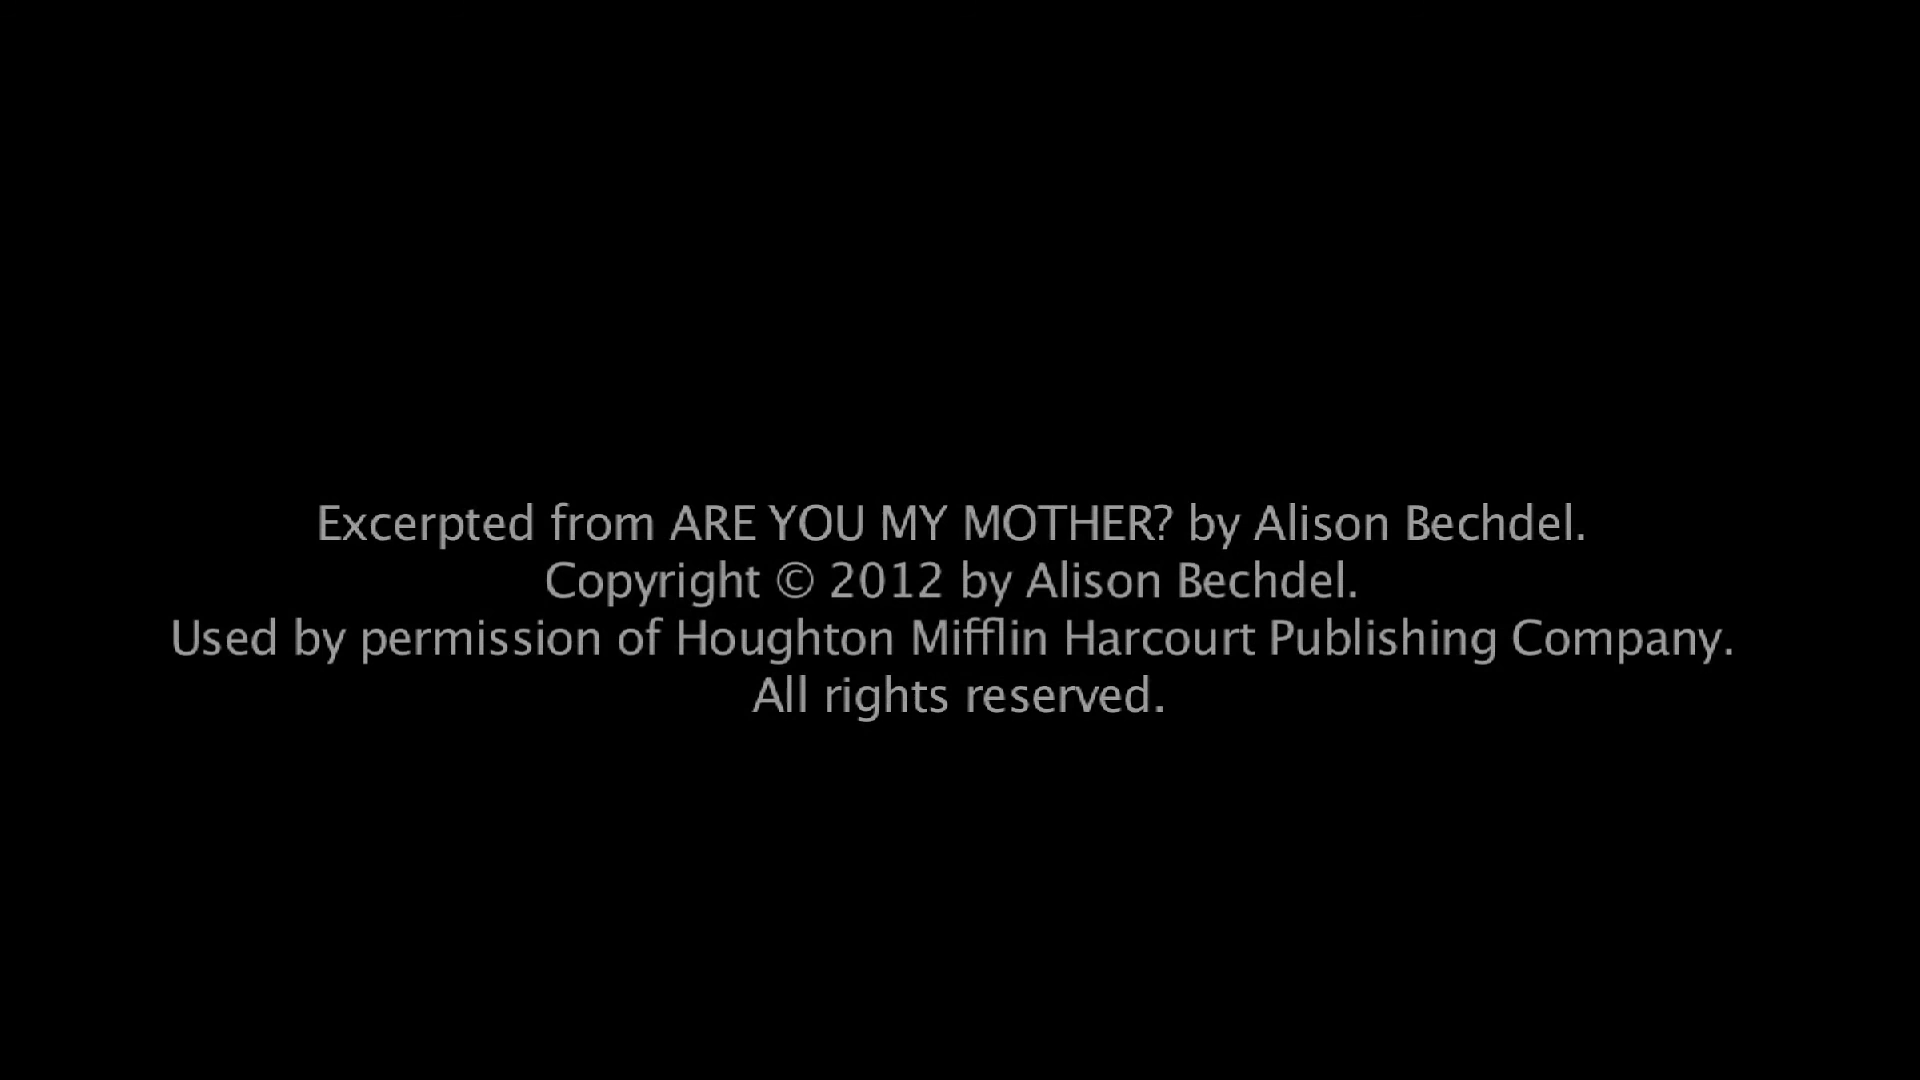 Excerpted from ARE YOU MY MOTHER? by Alison Bechdel.
Copyright © 2012 by Alison Bechdel.
Used by permission of Houghton Mifflin Harcourt Publishing Company.
All rights reserved.